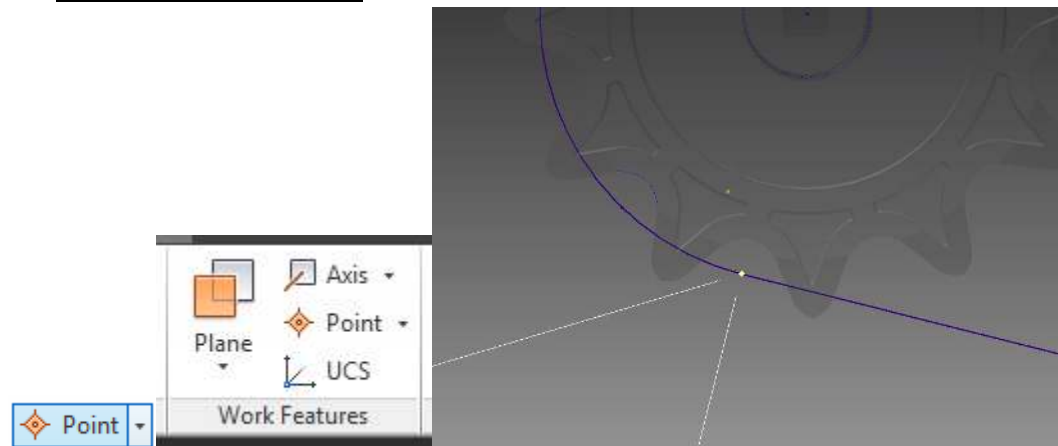 Axis
Point
Plane
UCS
Work Features
Point